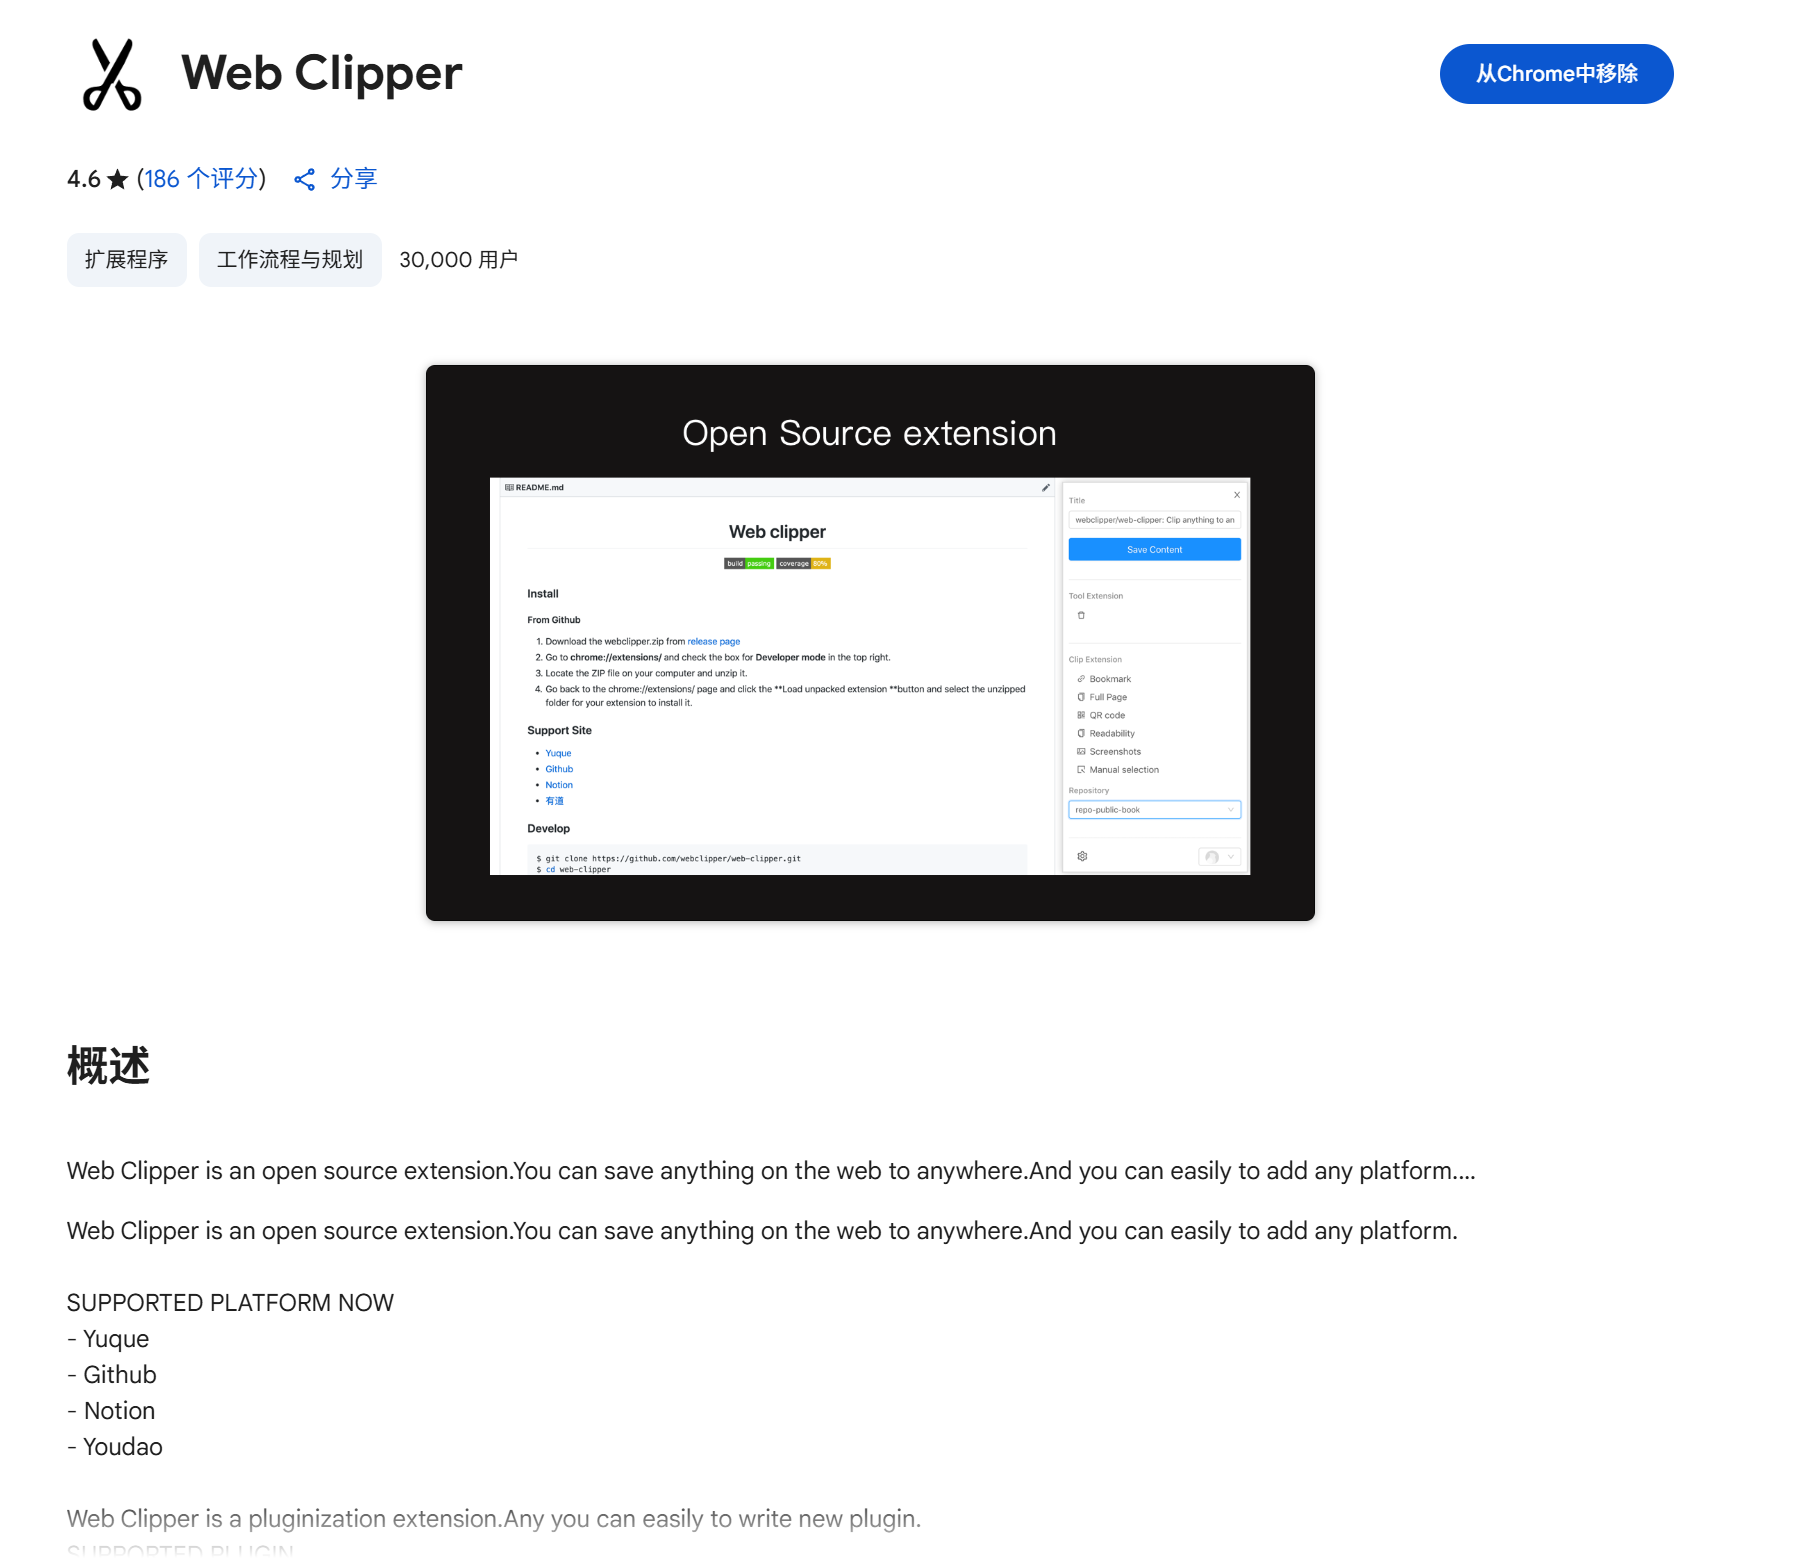 Web Clipper
从Chrome中移除
4.6 ★ (186 个评分) 分享
扩展程序 工作流程与规划 30,000 用户
Open Source extension
README.md
Web clipper
build passing coverage 80%
Install
From Github
1. Download the webclipper.zip from release page
2. Go to chrome://extensions/ and check the box for Developer mode in the top right.
3. Locate the ZIP file on your computer and unzip it.
4. Go back to the chrome://extensions/ page and click the **Load unpacked extension **button and select the unzipped
folder for your extension to install it.
Support Site
• Yuque
• Github
• Notion
• 有道
Develop
$ git clone https://github.com/webclipper/web-clipper.git
$ cd web-clipper
X
Title
webclipper/web-clipper: Clip anything to an
Save Content
Tool Extension
Clip Extension
Bookmark
Full Page
QR code
Readability
Screenshots
Manual selection
Repository
repo-public-book
概述
Web Clipper is an open source extension.You can save anything on the web to anywhere.And you can easily to add any platform....
Web Clipper is an open source extension.You can save anything on the web to anywhere.And you can easily to add any platform.
SUPPORTED PLATFORM NOW
- Yuque
- Github
- Notion
- Youdao
Web Clipper is a pluginization extension.Any you can easily to write new plugin.
SUPPORTED PLUGIN